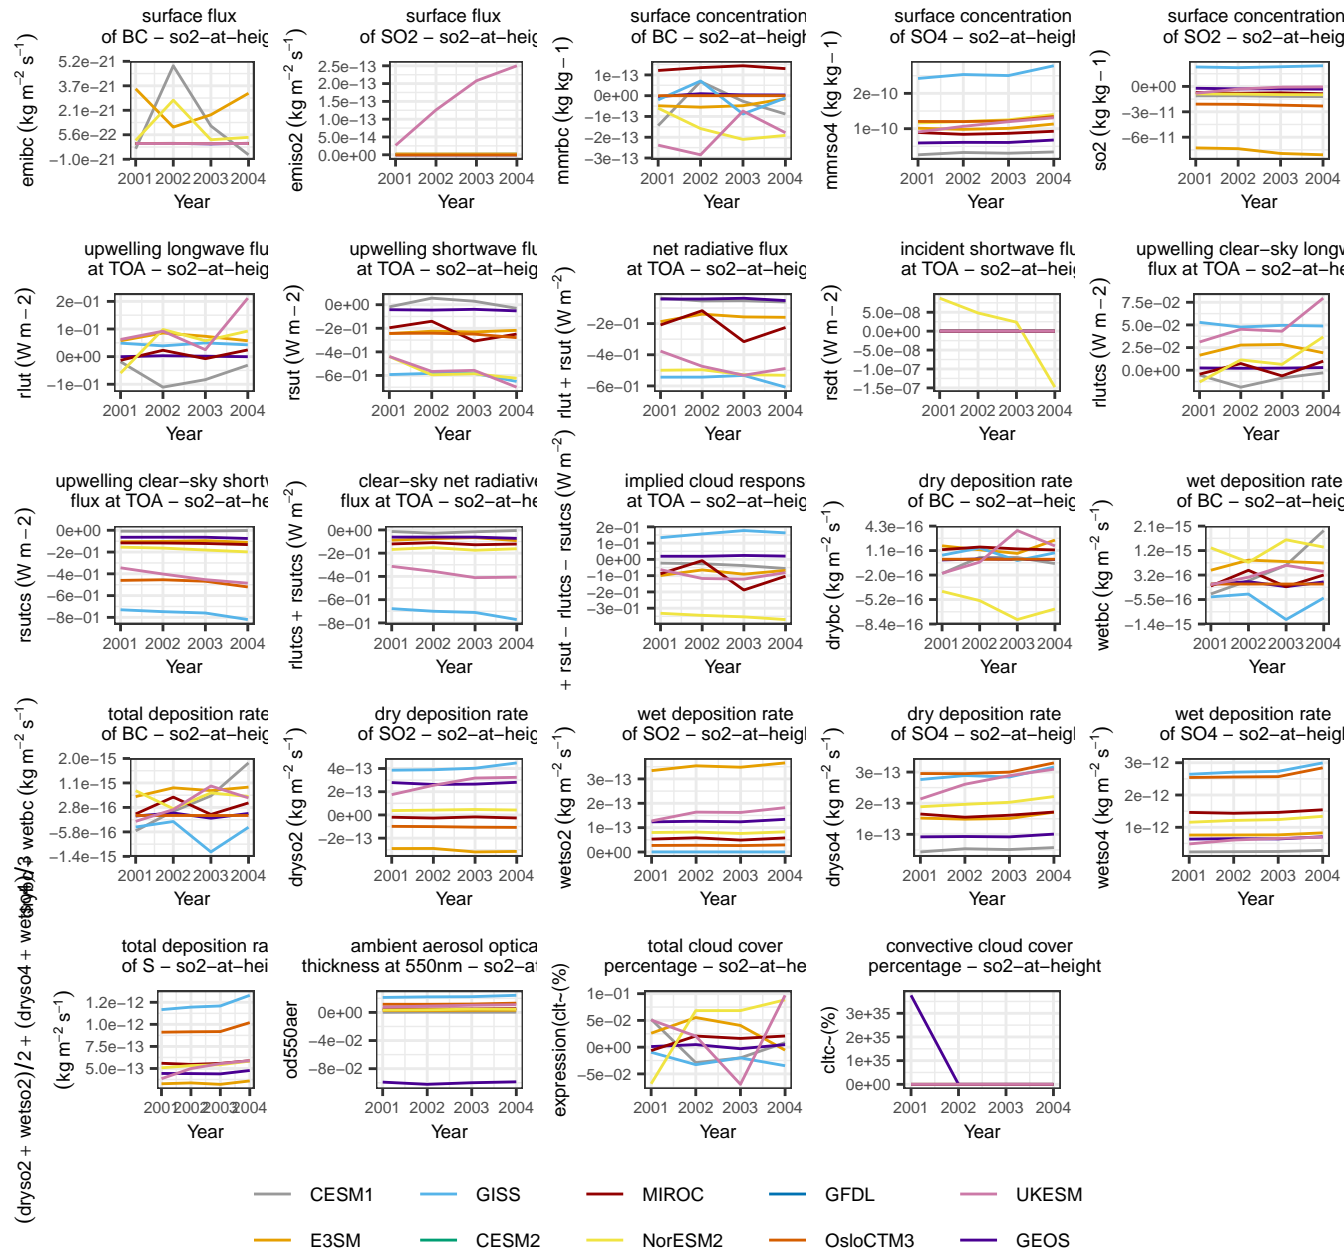 surface flux
of BC − so2−at−heig
emibc (kg m−2 s−1)
5.2e−21
3.7e−21
2.1e−21
5.6e−22
−1.0e−21
2001 2002 2003 2004
Year
surface flux
of SO2 − so2−at−heig
emiso2 (kg m−2 s−1)
2.5e−13
2.0e−13
1.5e−13
1.0e−13
5.0e−14
0.0e+00
2001 2002 2003 2004
Year
surface concentration
of BC − so2−at−heigh
mmrbc (kg kg−1)
1e−13
0e+00
−1e−13
−2e−13
−3e−13
2001 2002 2003 2004
Year
surface concentration
of SO4 − so2−at−heigh
mmrso4 (kg kg−1)
2e−10
1e−10
2001 2002 2003 2004
Year
surface concentration
of SO2 − so2−at−heigh
so2 (kg kg−1)
0e+00
−3e−11
−6e−11
2001 2002 2003 2004
Year
upwelling longwave flu
at TOA − so2−at−heig
rlut (W m−2)
2e−01
1e−01
0e+00
−1e−01
2001 2002 2003 2004
Year
upwelling shortwave flu
at TOA − so2−at−heig
rsut (W m−2)
0e+00
−2e−01
−4e−01
−6e−01
2001 2002 2003 2004
Year
net radiative flux
at TOA − so2−at−heig
rlut + rsut (W m−2)
−2e−01
−4e−01
−6e−01
2001 2002 2003 2004
Year
incident shortwave flu
at TOA − so2−at−heig
rsdt (W m−2)
5.0e−08
0.0e+00
−5.0e−08
−1.0e−07
−1.5e−07
2001 2002 2003 2004
Year
upwelling clear−sky longw
flux at TOA − so2−at−he
rlutcs (W m−2)
7.5e−02
5.0e−02
2.5e−02
0.0e+00
2001 2002 2003 2004
Year
upwelling clear−sky shortv
flux at TOA − so2−at−he
rsutcs (W m−2)
0e+00
−2e−01
−4e−01
−6e−01
−8e−01
2001 2002 2003 2004
Year
clear−sky net radiative
flux at TOA − so2−at−he
rlutcs + rsutcs (W m−2)
0e+00
−2e−01
−4e−01
−6e−01
−8e−01
2001 2002 2003 2004
Year
implied cloud respons
at TOA − so2−at−heig
+ rsut − rlutcs − rsutcs (W m−2)
2e−01
1e−01
0e+00
−1e−01
−2e−01
−3e−01
2001 2002 2003 2004
Year
dry deposition rate
of BC − so2−at−heig
drybc (kg m−2 s−1)
4.3e−16
1.1e−16
−2.0e−16
−5.2e−16
−8.4e−16
2001 2002 2003 2004
Year
wet deposition rate
of BC − so2−at−heig
wetbc (kg m−2 s−1)
2.1e−15
1.2e−15
3.2e−16
−5.5e−16
−1.4e−15
2001 2002 2003 2004
Year
total deposition rate
of BC − so2−at−heig
+ wetbc (kg m−2 s−1)
2.0e−15
1.1e−15
2.8e−16
−5.8e−16
−1.4e−15
2001 2002 2003 2004
Year
dry deposition rate
of SO2 − so2−at−heig
dryso2 (kg m−2 s−1)
4e−13
2e−13
0e+00
−2e−13
2001 2002 2003 2004
Year
wet deposition rate
of SO2 − so2−at−heigh
wetso2 (kg m−2 s−1)
3e−13
2e−13
1e−13
0e+00
2001 2002 2003 2004
Year
dry deposition rate
of SO4 − so2−at−heigh
dryso4 (kg m−2 s−1)
3e−13
2e−13
1e−13
2001 2002 2003 2004
Year
wet deposition rate
of SO4 − so2−at−heigh
wetso4 (kg m−2 s−1)
3e−12
2e−12
1e−12
2001 2002 2003 2004
Year
total deposition ra
of S − so2−at−hei
(dryso2 + wetso2)/2 + (dryso4 + wetso4)/3
(kg m−2 s−1)
1.2e−12
1.0e−12
7.5e−13
5.0e−13
2001 2002 2003 2004
Year
ambient aerosol optica
thickness at 550nm − so2−at
od550aer
0e+00
−4e−02
−8e−02
2001 2002 2003 2004
Year
total cloud cover
percentage − so2−at−he
expression(clt~(%)
1e−01
5e−02
0e+00
−5e−02
2001 2002 2003 2004
Year
convective cloud cover
percentage − so2−at−height
cltc~(%)
3e+35
2e+35
1e+35
0e+00
2001 2002 2003 2004
Year
CESM1 GISS MIROC GFDL UKESM
E3SM CESM2 NorESM2 OsloCTM3 GEOS